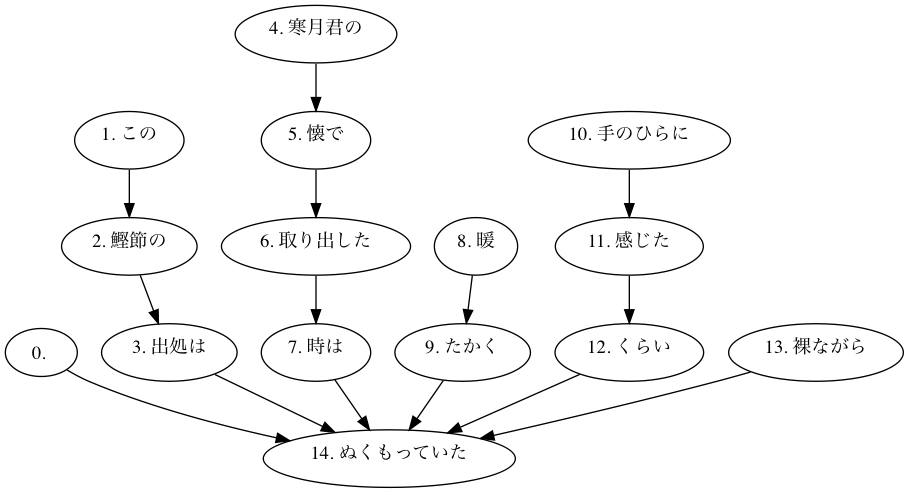 4. 寒月君の
1. この
5. 懐で
10. 手のひらに
2. 鰹節の
6. 取り出した
8. 暖
11. 感じた
0.
3. 出処は
7. 時は
9. たかく
12. くらい
13. 裸ながら
14. ぬくもっていた